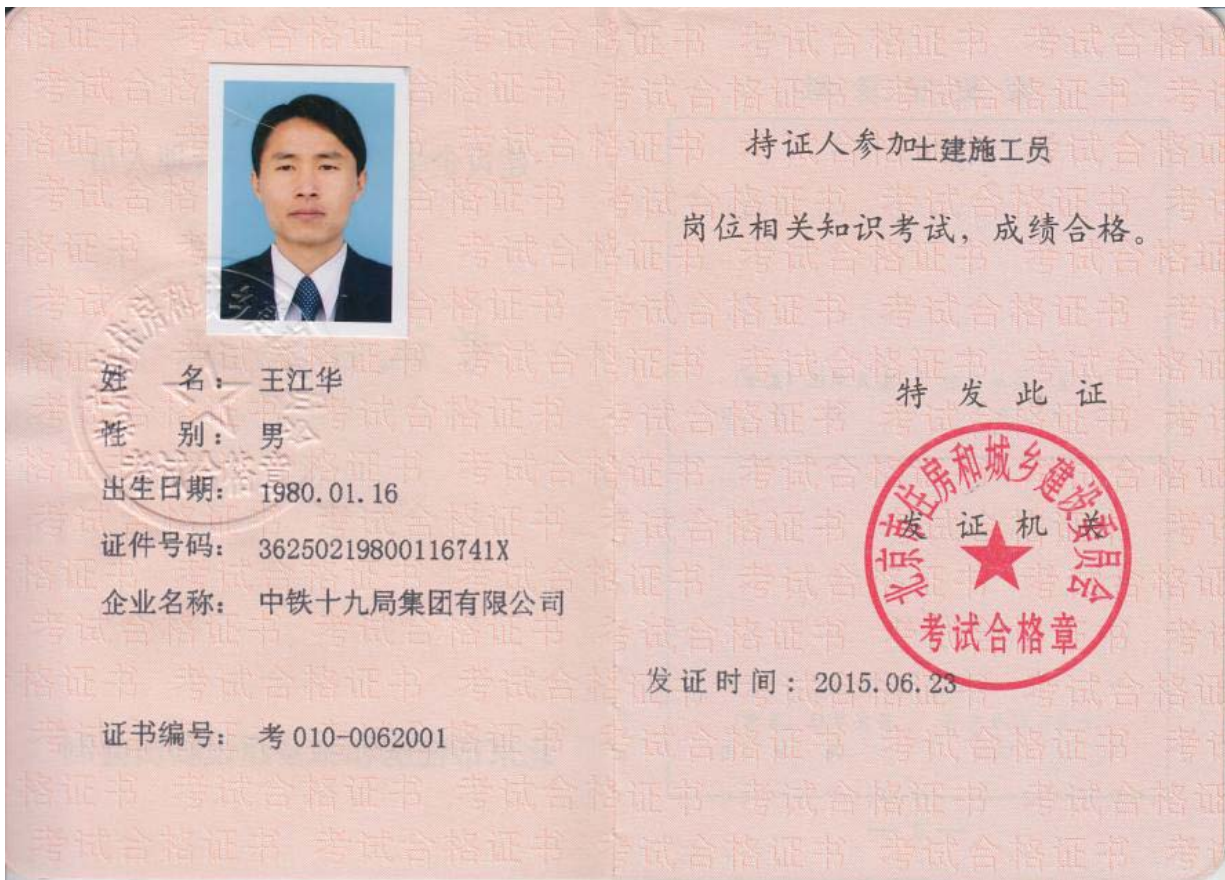 姓 名: 王江华
性 别: 男
出生日期: 1980.01.16
证件号码: 36250219800116741X
企业名称: 中铁十九局集团有限公司
证书编号: 考010-0062001
持证人参加土建施工员
岗位相关知识考试, 成绩合格。
特 发 此 证
北京市住房和城乡建设委员会
发 证 机 关
考试合格章
发证时间: 2015.06.23